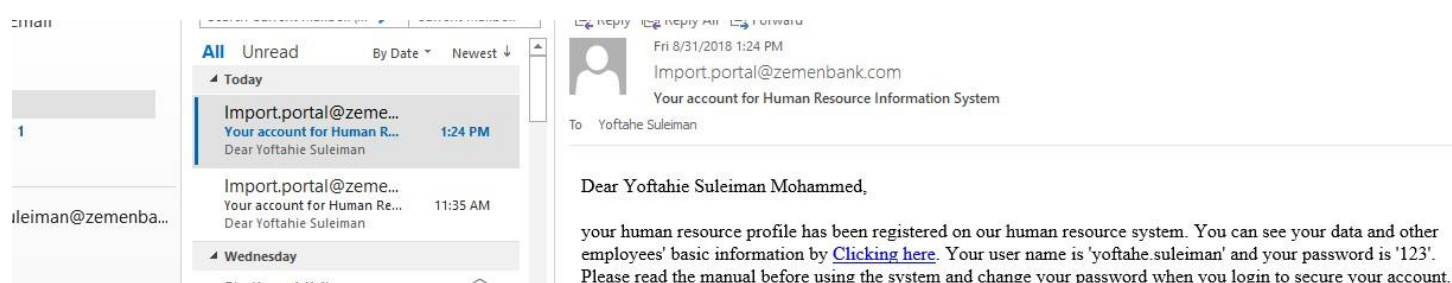 1
uleiman@zemenba...
All Unread By Date Newest
Today
Import.portal@zeme...
Your account for Human R... 1:24 PM
Dear Yoftahie Suleiman
Import.portal@zeme...
Your account for Human Re... 11:35 AM
Dear Yoftahie Suleiman
Wednesday
Reply Reply All Forward
Fri 8/31/2018 1:24 PM
Import.portal@zemenbank.com
Your account for Human Resource Information System
To Yoftahe Suleiman
Dear Yoftahie Suleiman Mohammed,
your human resource profile has been registered on our human resource system. You can see your data and other
employees' basic information by Clicking here. Your user name is 'yoftahe.suleiman' and your password is '123'.
Please read the manual before using the system and change your password when you login to secure your account.